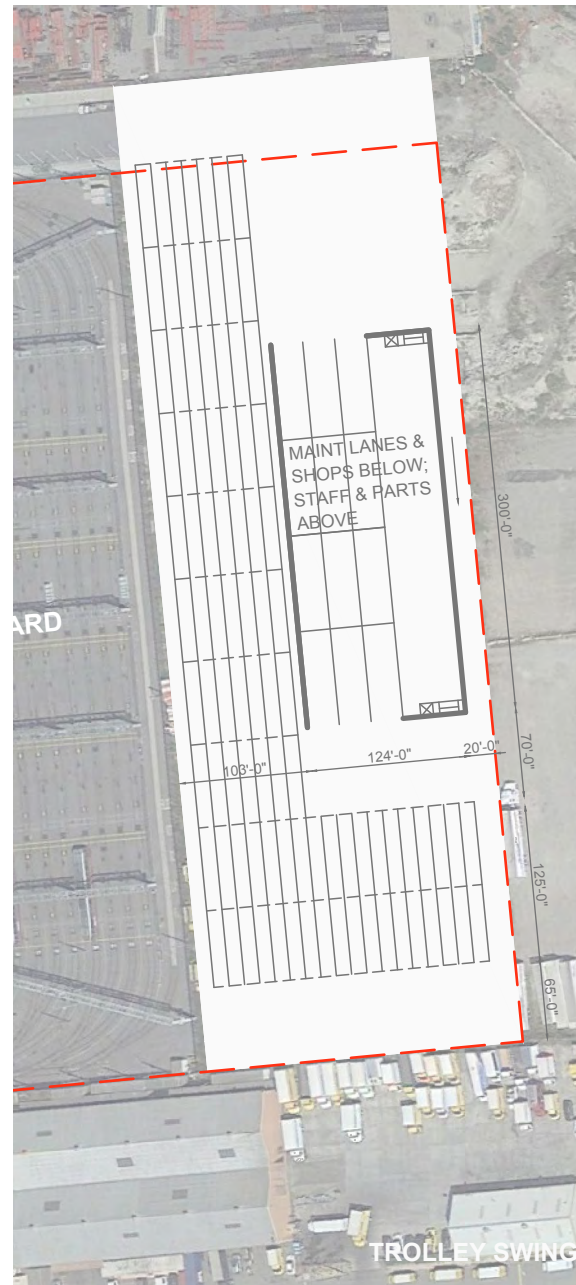 MAINT LANES &
SHOPS BELOW;
STAFF & PARTS
ABOVE
300'-0"
ARD
103'-0"
124'-0"
20'-0"
70'-0"
125'-0"
65'-0"
TROLLEY SWING